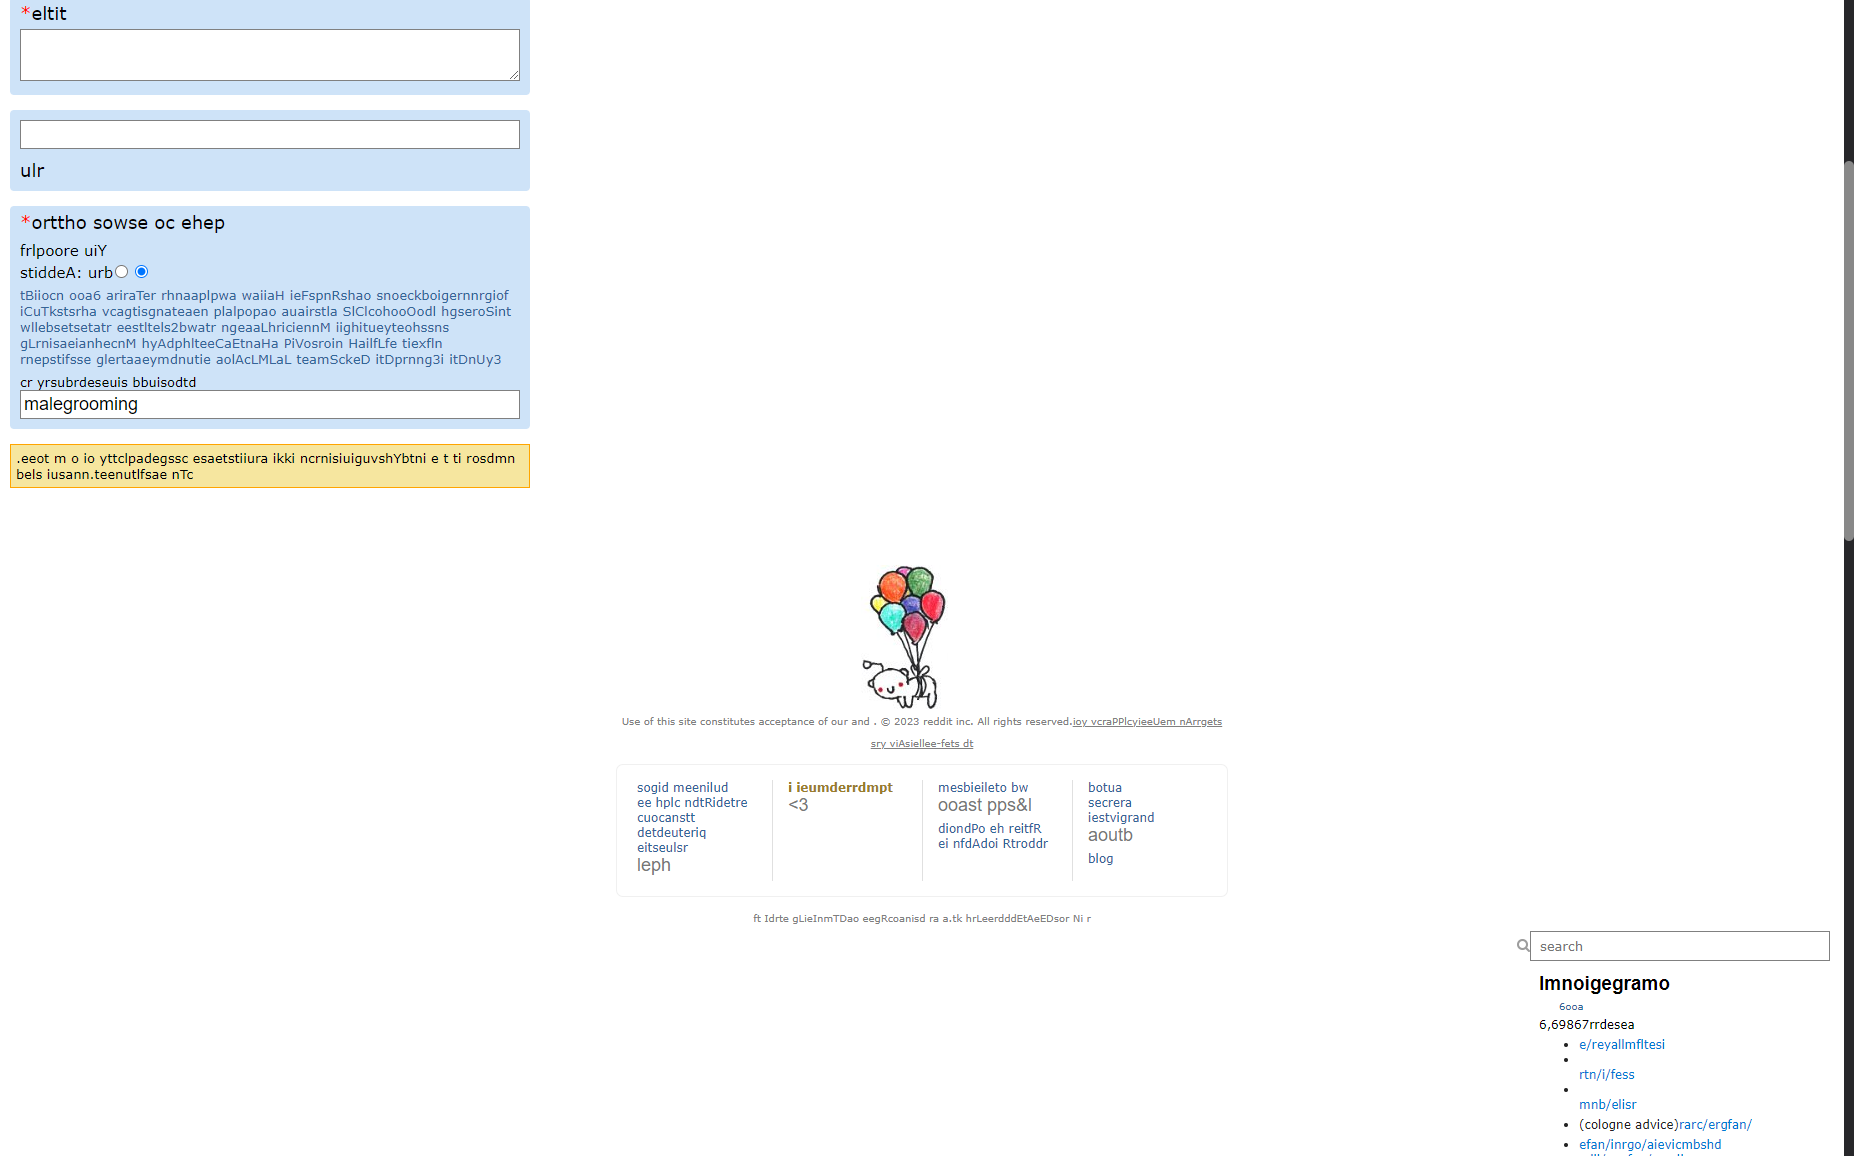 *eltit
ulr
*orttho sowse oc ehep
frlpoore uiY
stiddeA: urb
tBiiocn ooa6 ariraTer rhnaaplpwa waiiaH ieFspnRshao snoeckboigernnrgiof
iCuTkstsrha vcagtisgnateaen plalpopao auairstla SlClcohooOodl hgseroSint
wllebsetsetatr eestltels2bwatr ngeaaLhriciennM iighitueyteohssns
gLrnisaeianhecnM hyAdphlteeCaEtnaHa PiVosroin HailfLfe tiexfln
rnepstifsse glertaaeymdnutie aolAcLMLaL teamSckeD itDprnng3i itDnUy3
cr yrsubrdeseuis bbuisodtd
malegrooming
.eeot m o io yttclpadegssc esaetstiiura ikki ncrnisiuiguvshYbtni e t ti rosdmn
bels iusann.teenutlfsae nTc
Use of this site constitutes acceptance of our and . © 2023 reddit inc. All rights reserved.ioy vcraPPlcyieeUem nArrgets
sry viAsiellee-fets dt
sogid meenilud
ee hplc ndtRidetre
cuocanstt
detdeuteriq
eitseulsr
leph
i ieumderrdmpt
<3
mesbieileto bw
ooast pps&l
diondPo eh reitfR
ei nfdAdoi Rtroddr
botua
secrera
iestvigrand
aoutb
blog
ft Idrte gLieInmTDao eegRcoanisd ra a.tk hrLeerdddEtAeEDsor Ni r
search
lmnoigegramo
6ooa
6,69867rrdesea
e/reyallmfltesi
rtn/i/fess
mnb/elisr
(cologne advice)rarc/ergfan/
efan/inrgo/aievicmbshd